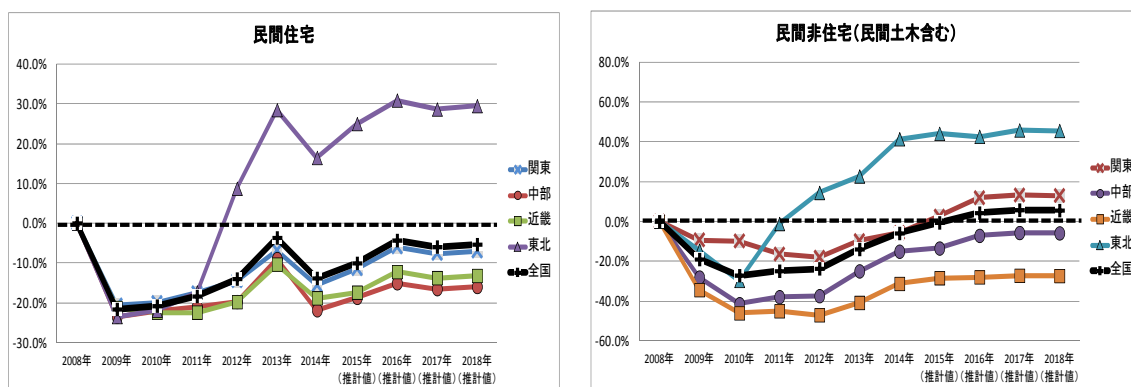 民間住宅
40.0%
30.0%
20.0%
10.0%
0.0%
-10.0%
-20.0%
-30.0%
2008年 2009年 2010年 2011年 2012年 2013年 2014年 2015年 2016年 2017年 2018年
(推計値) (推計値) (推計値) (推計値)
関東
中部
近畿
東北
全国
民間非住宅(民間土木含む)
80.0%
60.0%
40.0%
20.0%
0.0%
-20.0%
-40.0%
-60.0%
2008年 2009年 2010年 2011年 2012年 2013年 2014年 2015年 2016年 2017年 2018年
(推計値) (推計値) (推計値) (推計値)
関東
中部
近畿
東北
全国